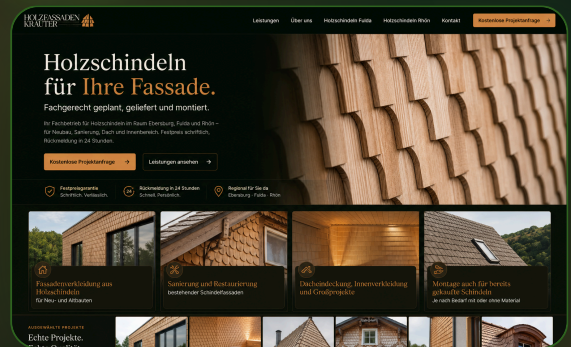 HOLZFASSADEN
KRÄUTER
Leistungen
Über uns
Holzschindeln Fulda
Holzschindeln Rhön
Kontakt
Kostenlose Projektanfrage →
Holzschindeln
für Ihre Fassade.
Fachgerecht geplant, geliefert und montiert.
Ihr Fachbetrieb für Holzschindeln im Raum Ebersburg, Fulda und Rhön –
für Neubau, Sanierung, Dach und Innenbereich. Festpreis schriftlich,
Rückmeldung in 24 Stunden.
Kostenlose Projektanfrage →
Leistungen ansehen →
Festpreisgarantie
Schriftlich. Verlässlich.
24
Rückmeldung in 24 Stunden
Schnell. Persönlich.
Regional für Sie da
Ebersburg · Fulda · Rhön
Fassadenverkleidung aus
Holzschindeln
für Neu- und Altbauten
Sanierung und Restaurierung
bestehender Schindelfassaden
Dacheindeckung, Innenverkleidung
und Großprojekte
Montage auch für bereits
gekaufte Schindeln
Je nach Bedarf mit oder ohne Material
AUSGEWÄHLTE PROJEKTE
Echte Projekte.
Echte Qualität.